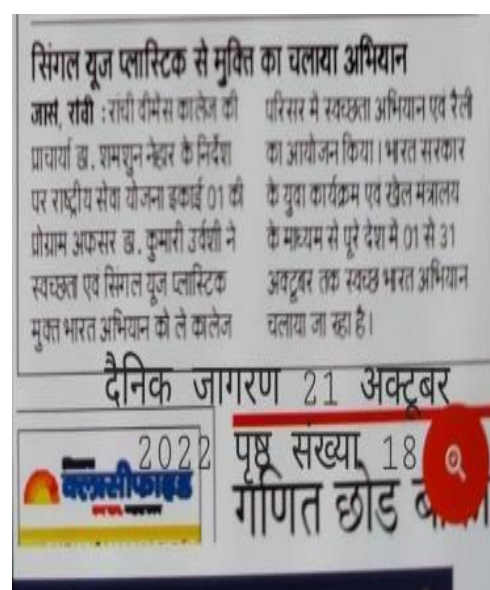 सिंगल यूज प्लास्टिक से मुक्ति का चलाया अभियान
जासं, रांची : रांची वीमेंस कालेज की
प्राचार्या डा. शमशुन नेहार के निर्देश
पर राष्ट्रीय सेवा योजना इकाई 01 की
प्रोग्राम अफसर डा. कुमारी उर्वशी ने
स्वच्छता एवं सिंगल यूज प्लास्टिक
मुक्त भारत अभियान को ले कालेज
परिसर में स्वच्छता अभियान एवं रैली
का आयोजन किया। भारत सरकार
के युवा कार्यक्रम एवं खेल मंत्रालय
के माध्यम से पूरे देश में 01 से 31
अक्टूबर तक स्वच्छ भारत अभियान
चलाया जा रहा है।
दैनिक जागरण 21 अक्टूबर
2022 पृष्ठ संख्या 18
क्लासीफाइड
गणित छोड